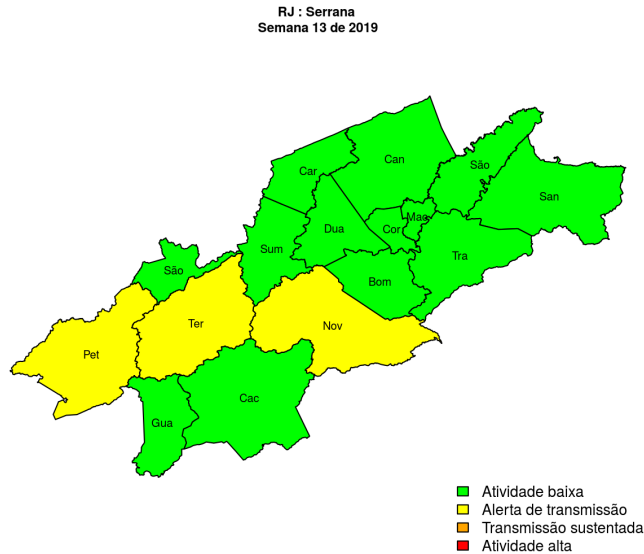 RJ : Serrana
Semana 13 de 2019
Can
São
Car
San
Mac
Dua
Cor
Sum
Tra
São
Bom
Ter
Nov
Pet
Cac
Gua
Atividade baixa
Alerta de transmissão
Transmissão sustentada
Atividade alta